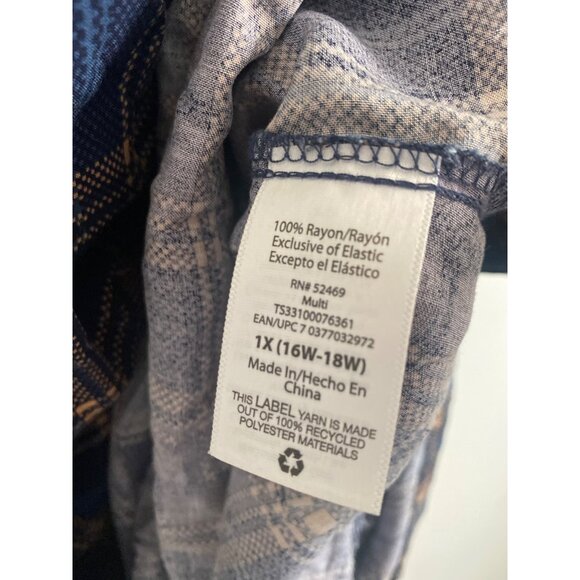 100% Rayon/Rayón
Exclusive of Elastic
Excepto el Elástico
RN# 52469
Multi
TS33100076361
EAN/UPC 7 0377032972
1X (16W-18W)
Made In/Hecho En
China
THIS LABEL YARN IS MADE
OUT OF 100% RECYCLED
POLYESTER MATERIALS